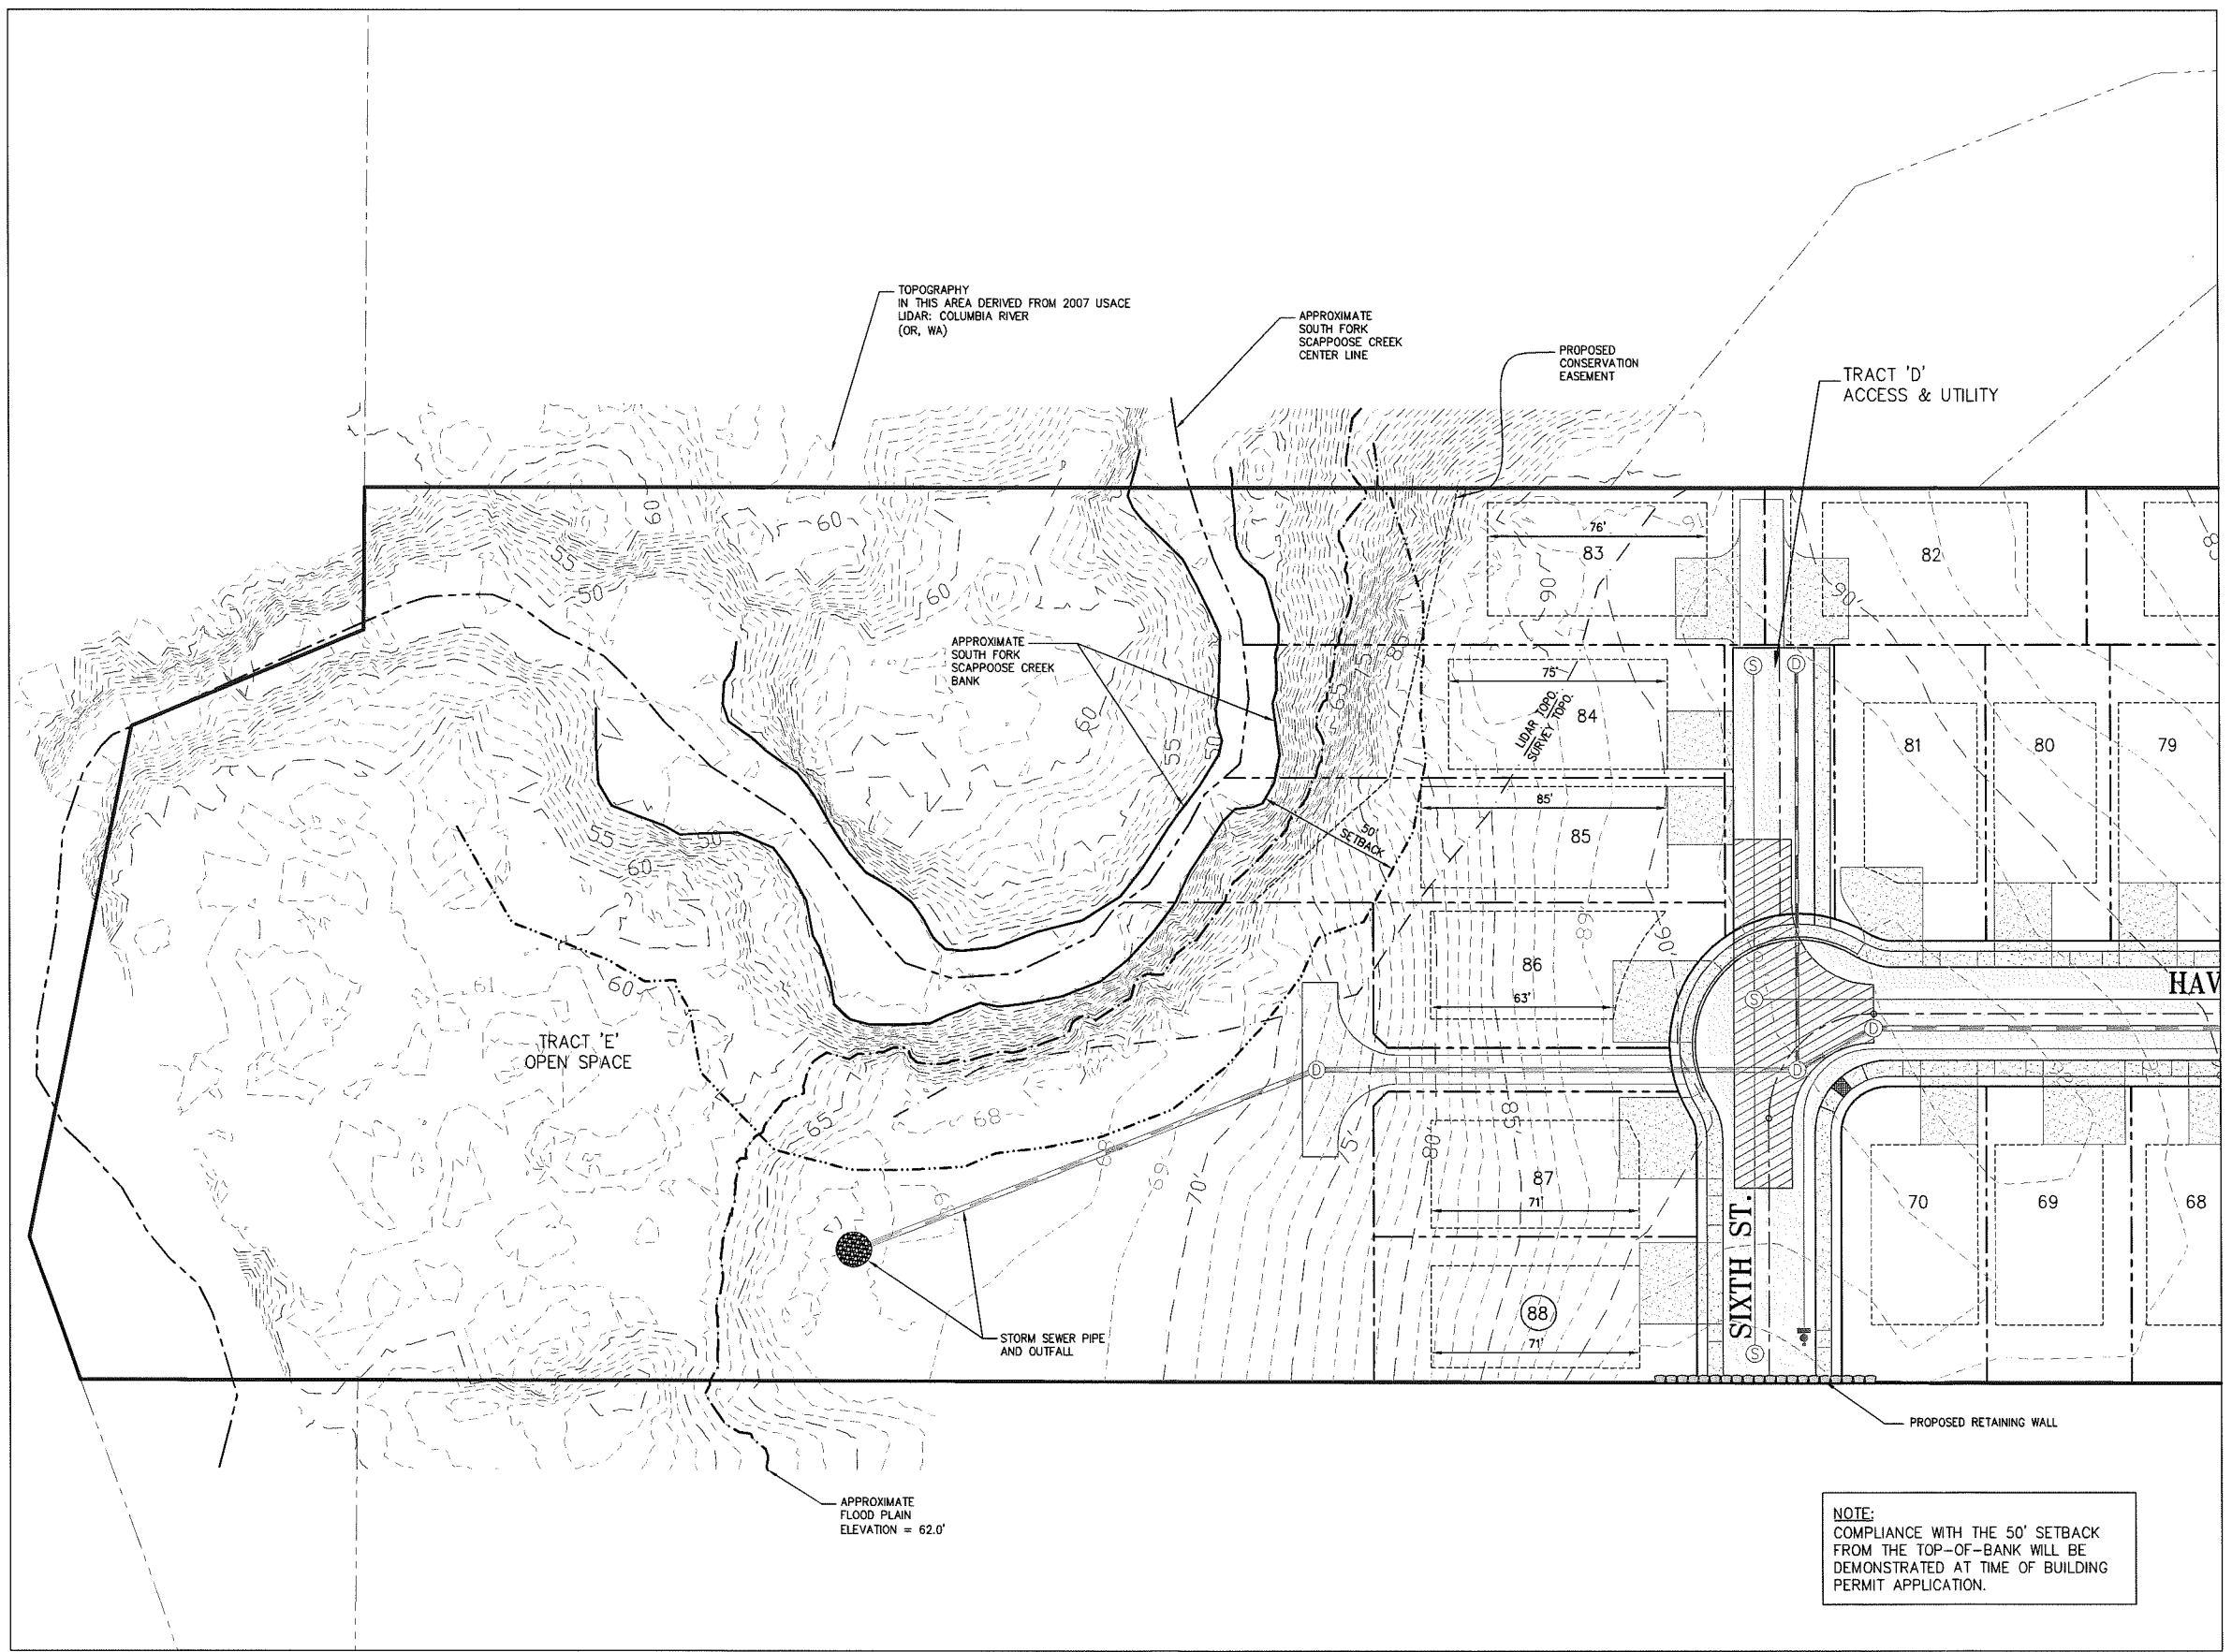 TOPOGRAPHY
IN THIS AREA DERIVED FROM 2007 USACE
LIDAR: COLUMBIA RIVER
(OR, WA)
APPROXIMATE
SOUTH FORK
SCAPPOOSE CREEK
CENTER LINE
PROPOSED
CONSERVATION
EASEMENT
TRACT 'D'
ACCESS & UTILITY
60
60
55
50
60
76'
83
90
82
90'
APPROXIMATE
SOUTH FORK
SCAPPOOSE CREEK
BANK
85
75
65
75'
84
LIDAR TOPO.
SURVEY TOPO.
S
D
81
80
79
60
55
50
85'
85
50'
SETBACK
55
50
60
89
90'
86
63'
61
60
S
HAV
D
TRACT 'E'
OPEN SPACE
D
D
65
68
68
69
70'
75'
80'
85'
87
71'
69
67
70
69
68
SIXTH ST.
88
71'
S
STORM SEWER PIPE
AND OUTFALL
PROPOSED RETAINING WALL
APPROXIMATE
FLOOD PLAIN
ELEVATION = 62.0'
NOTE:
COMPLIANCE WITH THE 50' SETBACK
FROM THE TOP-OF-BANK WILL BE
DEMONSTRATED AT TIME OF BUILDING
PERMIT APPLICATION.